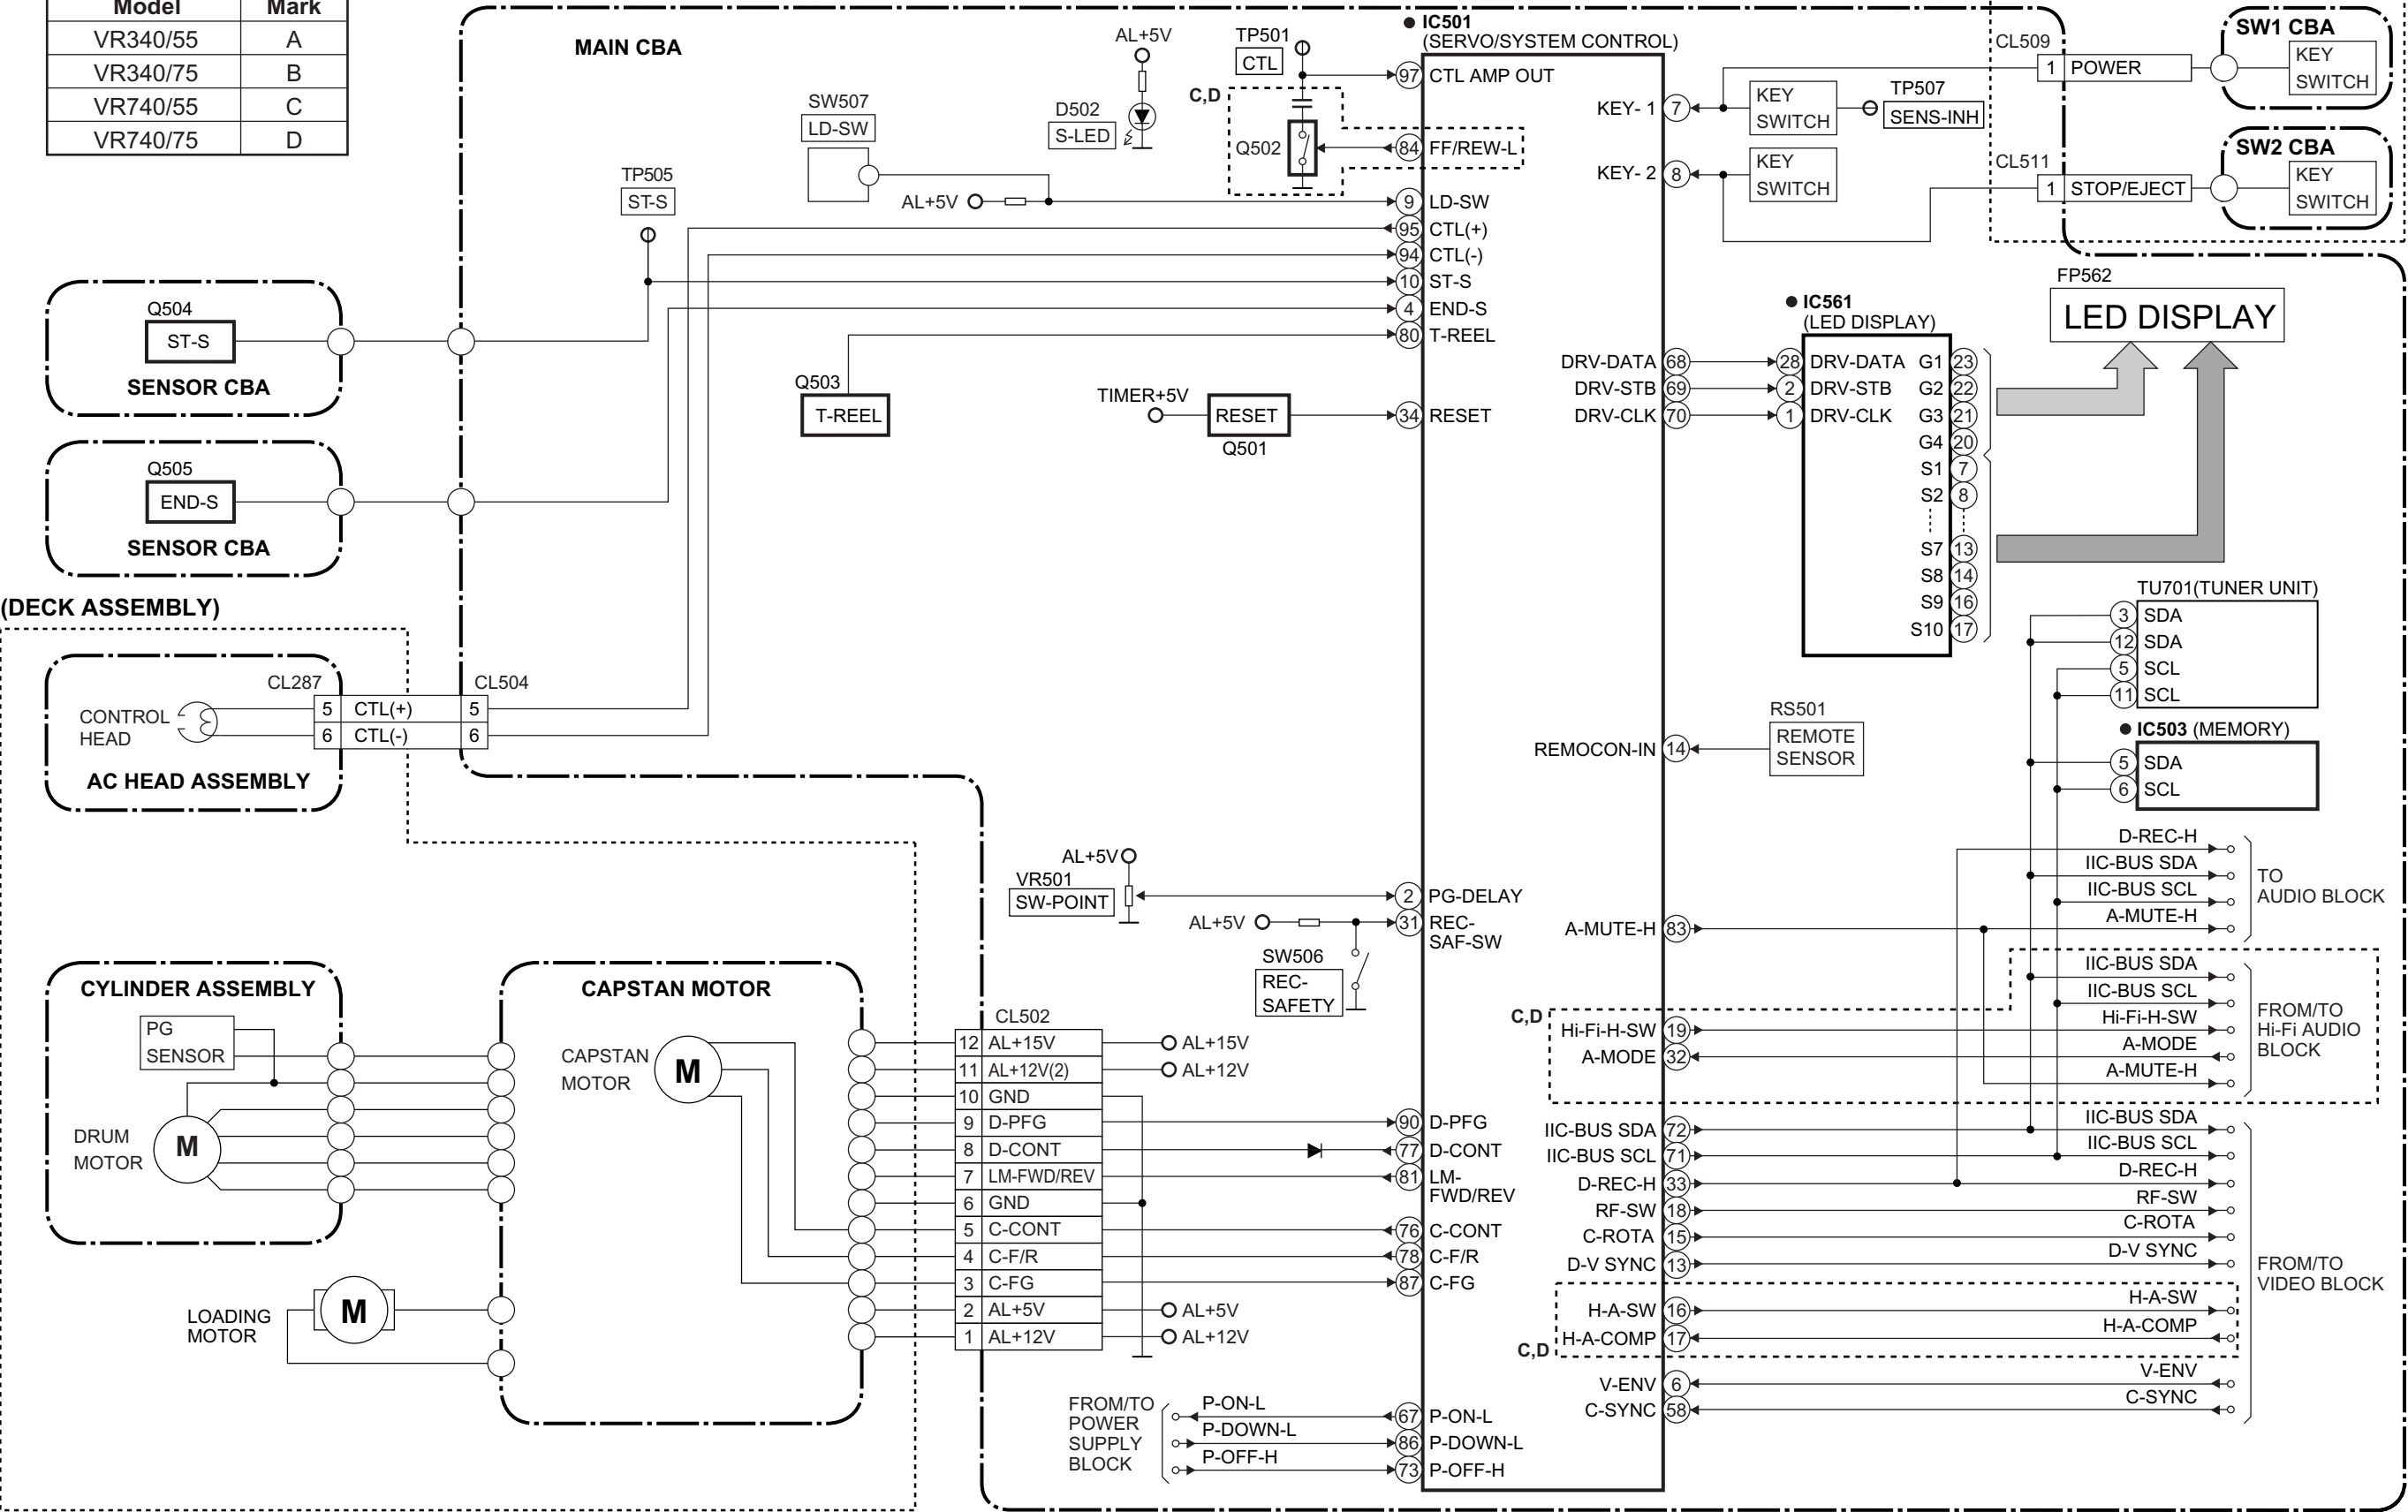 Model Mark
VR340/55 A
VR340/75 B
VR740/55 C
VR740/75 D
MAIN CBA
SW507
LD-SW
AL+5V
D502
S-LED
TP501
CTL
C,D
Q502
TP505
ST-S
AL+5V
Q504
ST-S
SENSOR CBA
Q505
END-S
SENSOR CBA
Q503
T-REEL
TIMER+5V
RESET
Q501
● IC501
(SERVO/SYSTEM CONTROL)
97 CTL AMP OUT
84 FF/REW-L
9 LD-SW
95 CTL(+)
94 CTL(-)
10 ST-S
4 END-S
80 T-REEL
34 RESET
KEY- 1 7
KEY- 2 8
KEY
SWITCH
TP507
SENS-INH
KEY
SWITCH
CL509
1 POWER
SW1 CBA
KEY
SWITCH
CL511
1 STOP/EJECT
SW2 CBA
KEY
SWITCH
FP562
LED DISPLAY
● IC561
(LED DISPLAY)
DRV-DATA 68 28 DRV-DATA G1 23
DRV-STB 69 2 DRV-STB G2 22
DRV-CLK 70 1 DRV-CLK G3 21
G4 20
S1 7
S2 8
S7 13
S8 14
S9 16
S10 17
TU701(TUNER UNIT)
3 SDA
12 SDA
5 SCL
11 SCL
● IC503 (MEMORY)
5 SDA
6 SCL
RS501
REMOTE
SENSOR
REMOCON-IN 14
(DECK ASSEMBLY)
CL287
CL504
CONTROL
HEAD
5 CTL(+) 5
6 CTL(-) 6
AC HEAD ASSEMBLY
AL+5V
VR501
SW-POINT
2 PG-DELAY
AL+5V
31 REC-
SAF-SW
SW506
REC-
SAFETY
A-MUTE-H 83
D-REC-H
IIC-BUS SDA
IIC-BUS SCL
A-MUTE-H
TO
AUDIO BLOCK
C,D
Hi-Fi-H-SW 19
A-MODE 32
IIC-BUS SDA
IIC-BUS SCL
Hi-Fi-H-SW
A-MODE
A-MUTE-H
FROM/TO
Hi-Fi AUDIO
BLOCK
CYLINDER ASSEMBLY
PG
SENSOR
DRUM
MOTOR
M
LOADING
MOTOR
M
CAPSTAN MOTOR
CAPSTAN
MOTOR
M
CL502
12 AL+15V AL+15V
11 AL+12V(2) AL+12V
10 GND
9 D-PFG
8 D-CONT
7 LM-FWD/REV
6 GND
5 C-CONT
4 C-F/R
3 C-FG
2 AL+5V AL+5V
1 AL+12V AL+12V
90 D-PFG
77 D-CONT
81 LM-
FWD/REV
76 C-CONT
78 C-F/R
87 C-FG
IIC-BUS SDA 72 IIC-BUS SDA
IIC-BUS SCL 71 IIC-BUS SCL
D-REC-H 33 D-REC-H
RF-SW 18 RF-SW
C-ROTA 15 C-ROTA
D-V SYNC 13 D-V SYNC
H-A-SW 16 H-A-SW
H-A-COMP 17 H-A-COMP
C,D
V-ENV 6 V-ENV
C-SYNC 58 C-SYNC
FROM/TO
VIDEO BLOCK
FROM/TO
POWER
SUPPLY
BLOCK
P-ON-L 67 P-ON-L
P-DOWN-L 86 P-DOWN-L
P-OFF-H 73 P-OFF-H